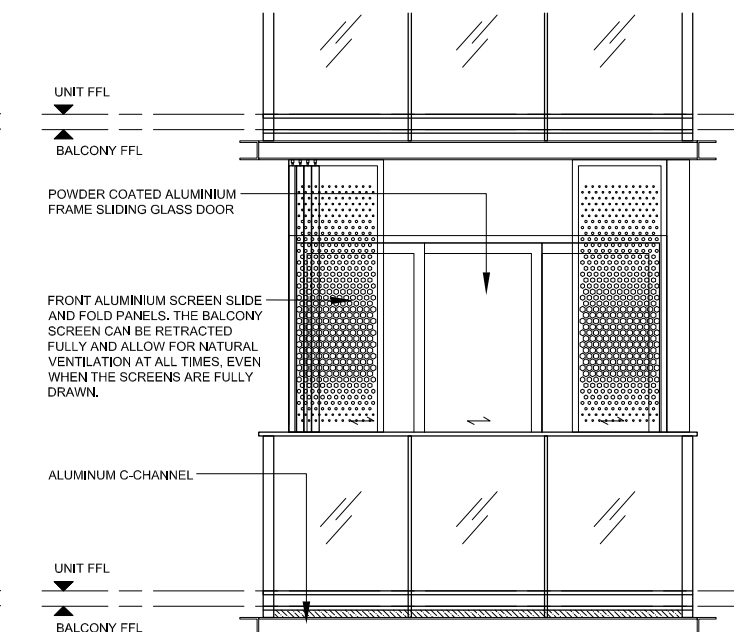 UNIT FFL
BALCONY FFL
POWDER COATED ALUMINIUM
FRAME SLIDING GLASS DOOR
FRONT ALUMINIUM SCREEN SLIDE
AND FOLD PANELS. THE BALCONY
SCREEN CAN BE RETRACTED
FULLY AND ALLOW FOR NATURAL
VENTILATION AT ALL TIMES, EVEN
WHEN THE SCREENS ARE FULLY
DRAWN.
ALUMINUM C-CHANNEL
UNIT FFL
BALCONY FFL